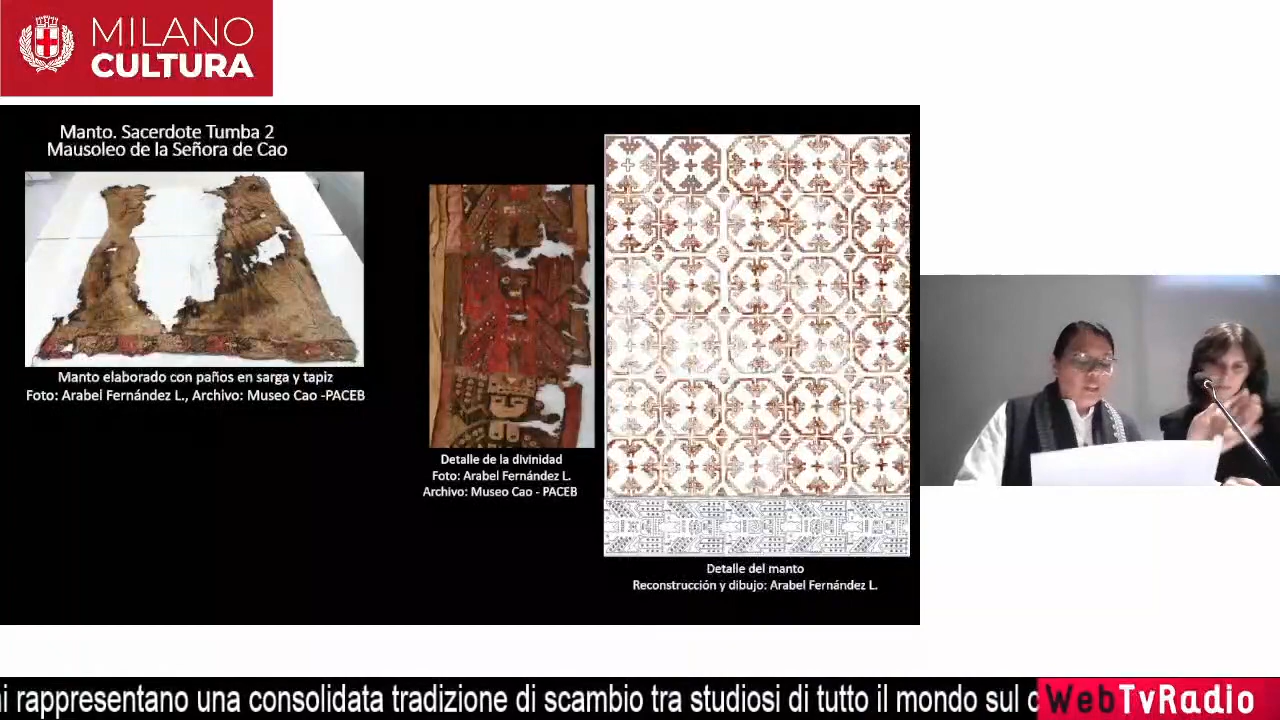 MILANO
CULTURA
Manto. Sacerdote Tumba 2
Mausoleo de la Señora de Cao
Manto elaborado con paños en sarga y tapiz
Foto: Arabel Fernández L., Archivo: Museo Cao -PACEB
Detalle de la divinidad
Foto: Arabel Fernández L.
Archivo: Museo Cao - PACEB
Detalle del manto
Reconstrucción y dibujo: Arabel Fernández L.
rappresentano una consolidata tradizione di scambio tra studiosi di tutto il mondo sul
WebTvRadio